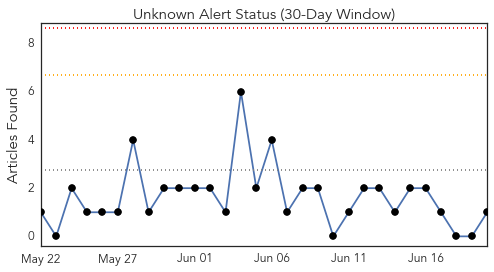 Unknown Alert Status (30-Day Window)
Articles Found
8
6
4
2
0
May 22 May 27 Jun 01 Jun 06 Jun 11 Jun 16